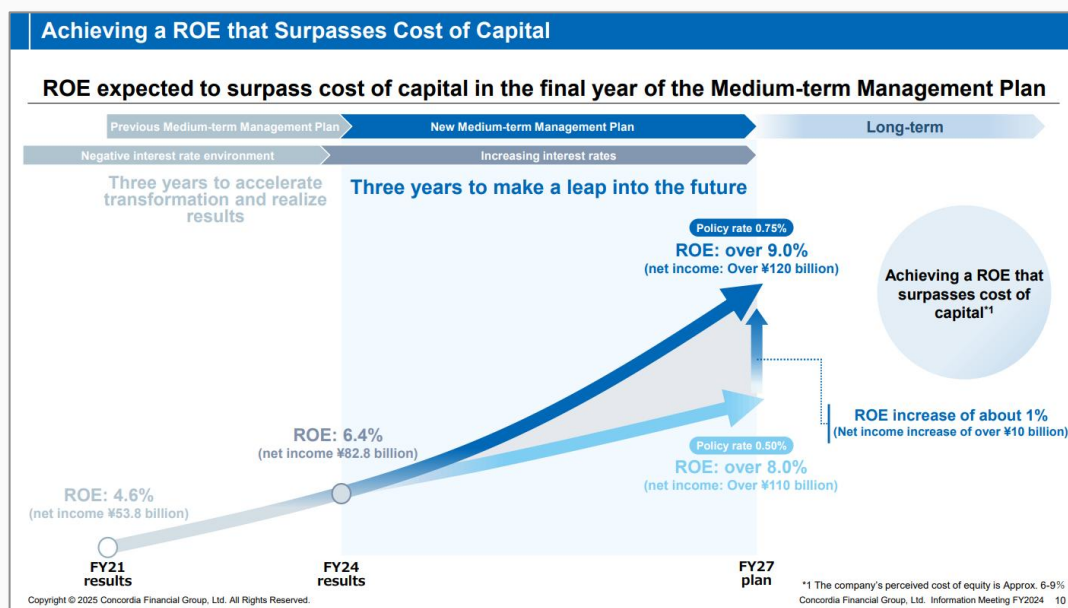 Achieving a ROE that Surpasses Cost of Capital
ROE expected to surpass cost of capital in the final year of the Medium-term Management Plan
Previous Medium-term Management Plan
New Medium-term Management Plan
Long-term
Negative interest rate environment
Increasing interest rates
Three years to accelerate
transformation and realize
results
Three years to make a leap into the future
Policy rate 0.75%
ROE: over 9.0%
(net income: Over ¥120 billion)
Achieving a ROE that
surpasses cost of
capital*1
ROE increase of about 1%
(Net income increase of over ¥10 billion)
ROE: 6.4%
(net income ¥82.8 billion)
Policy rate 0.50%
ROE: over 8.0%
(net income: Over ¥110 billion)
ROE: 4.6%
(net income ¥53.8 billion)
FY21
results
FY24
results
FY27
plan
*1 The company's perceived cost of equity is Approx. 6-9%
Copyright © 2025 Concordia Financial Group, Ltd. All Rights Reserved.
Concordia Financial Group, Ltd. Information Meeting FY2024 10